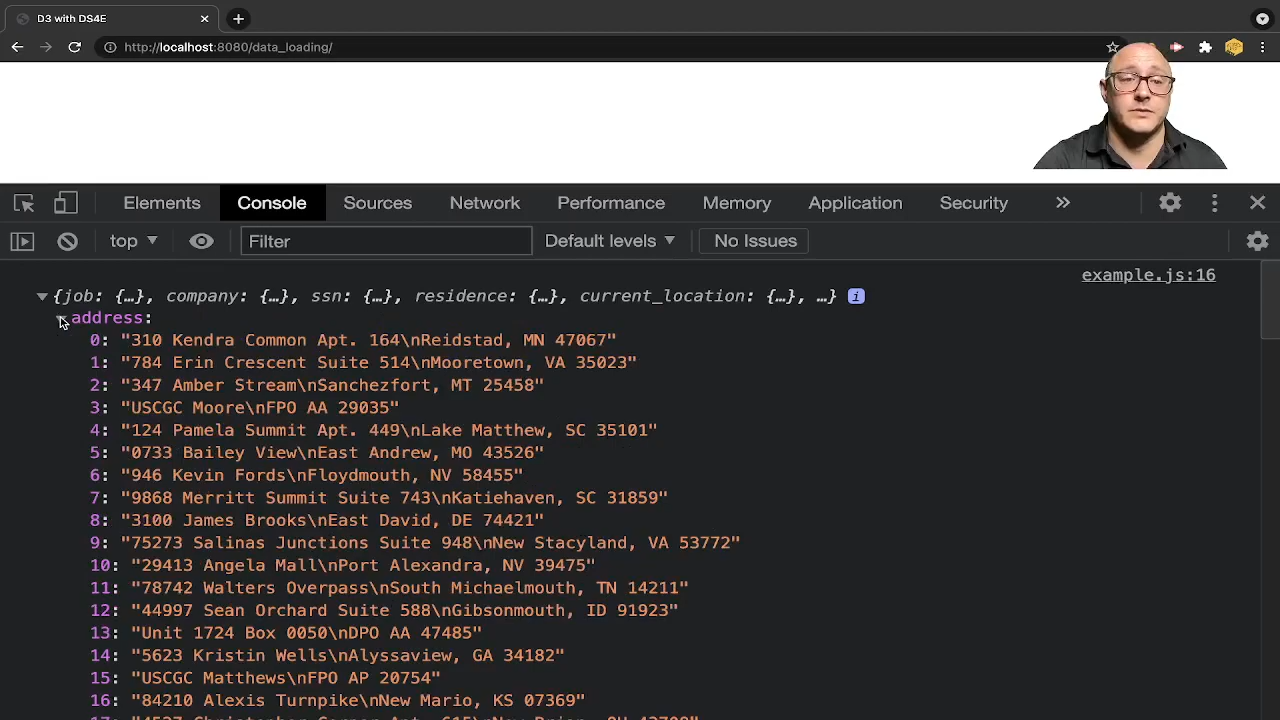 D3 with DS4E
http://localhost:8080/data_loading/
Elements Console Sources Network Performance Memory Application Security
top Filter Default levels No Issues
example.js:16
{job: {…}, company: {…}, ssn: {…}, residence: {…}, current_location: {…}, …} i
address:
0: "310 Kendra Common Apt. 164\nReidstad, MN 47067"
1: "784 Erin Crescent Suite 514\nMooretown, VA 35023"
2: "347 Amber Stream\nSanchezfort, MT 25458"
3: "USCGC Moore\nFPO AA 29035"
4: "124 Pamela Summit Apt. 449\nLake Matthew, SC 35101"
5: "0733 Bailey View\nEast Andrew, MO 43526"
6: "946 Kevin Fords\nFloydmouth, NV 58455"
7: "9868 Merritt Summit Suite 743\nKatiehaven, SC 31859"
8: "3100 James Brooks\nEast David, DE 74421"
9: "75273 Salinas Junctions Suite 948\nNew Stacyland, VA 53772"
10: "29413 Angela Mall\nPort Alexandra, NV 39475"
11: "78742 Walters Overpass\nSouth Michaelmouth, TN 14211"
12: "44997 Sean Orchard Suite 588\nGibsonmouth, ID 91923"
13: "Unit 1724 Box 0050\nDPO AA 47485"
14: "5623 Kristin Wells\nAlyssaview, GA 34182"
15: "USCGC Matthews\nFPO AP 20754"
16: "84210 Alexis Turnpike\nNew Mario, KS 07369"